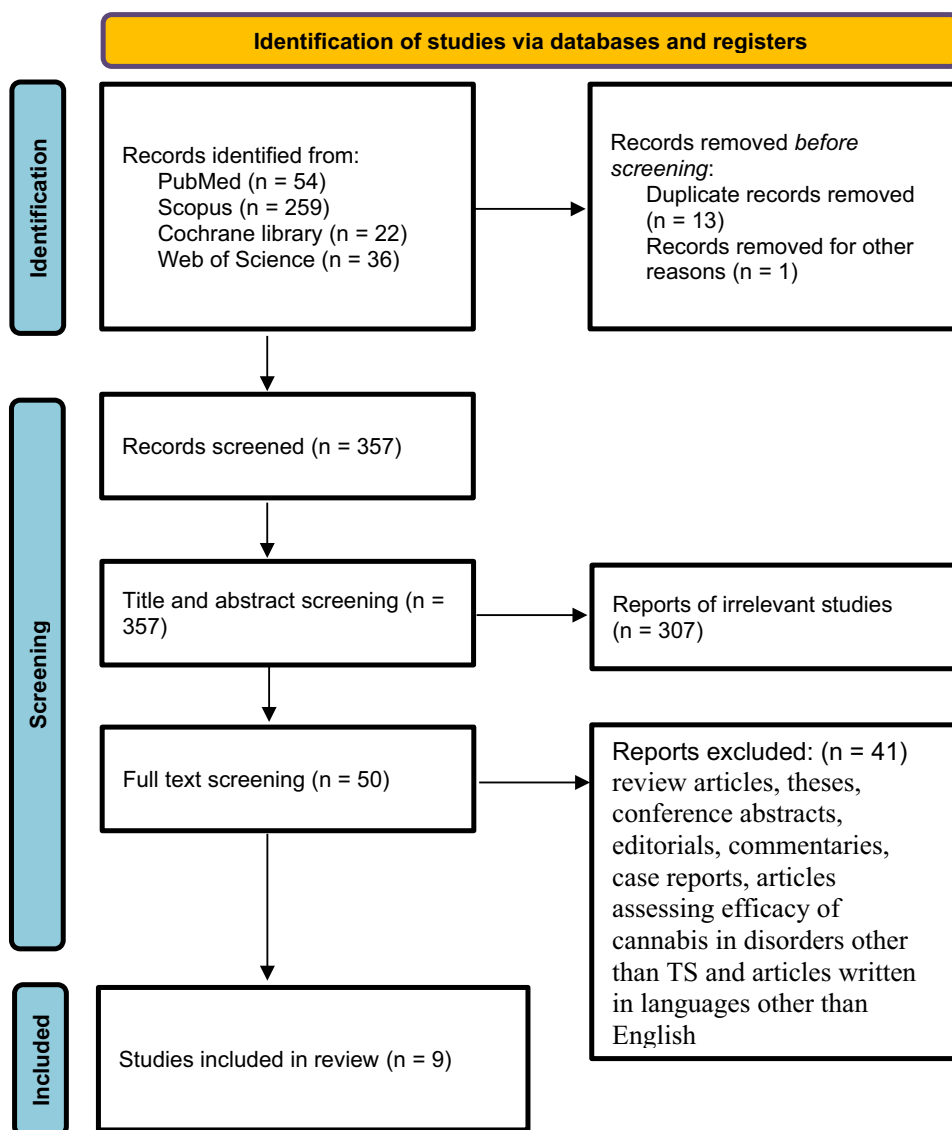 Identification of studies via databases and registers
Identification
Records identified from:
PubMed (n = 54)
Scopus (n = 259)
Cochrane library (n = 22)
Web of Science (n = 36)
Records removed before
screening:
Duplicate records removed
(n = 13)
Records removed for other
reasons (n = 1)
Screening
Records screened (n = 357)
Title and abstract screening (n =
357)
Reports of irrelevant studies
(n = 307)
Full text screening (n = 50)
Reports excluded: (n = 41)
review articles, theses,
conference abstracts,
editorials, commentaries,
case reports, articles
assessing efficacy of
cannabis in disorders other
than TS and articles written
in languages other than
English
Included
Studies included in review (n = 9)